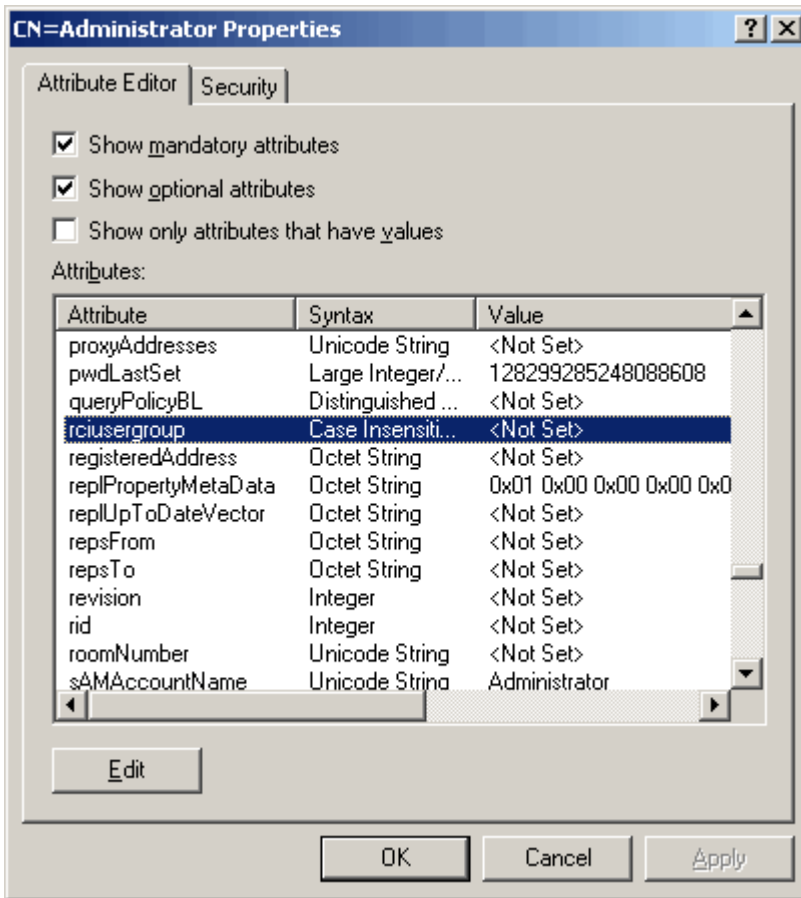 CN=Administrator Properties
Attribute Editor Security
Show mandatory attributes
Show optional attributes
Show only attributes that have values
Attributes:
Attribute Syntax Value
proxyAddresses Unicode String <Not Set>
pwdLastSet Large Integer/... 128299285248088608
queryPolicyBL Distinguished ... <Not Set>
rciusergroup Case Insensiti... <Not Set>
registeredAddress Octet String <Not Set>
replPropertyMetaData Octet String 0x01 0x00 0x00 0x00 0x0
replUpToDateVector Octet String <Not Set>
repsFrom Octet String <Not Set>
repsTo Octet String <Not Set>
revision Integer <Not Set>
rid Integer <Not Set>
roomNumber Unicode String <Not Set>
sAMAccountName Unicode String Administrator
Edit
OK Cancel Apply